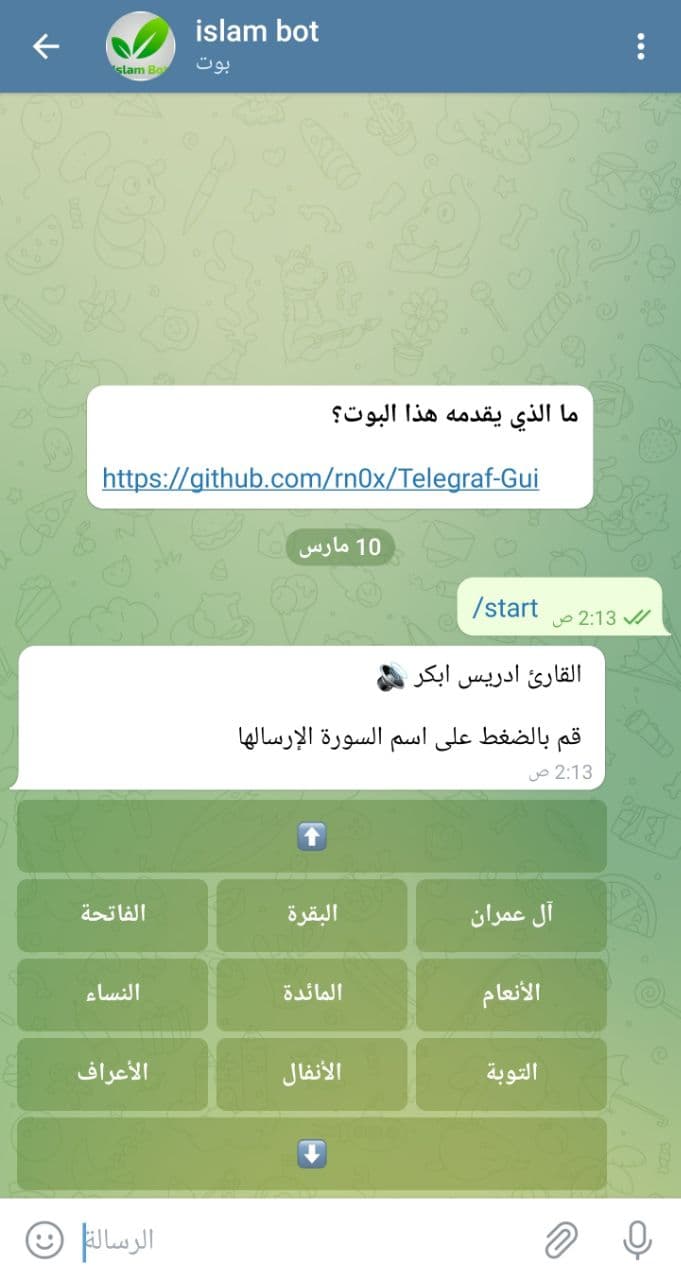 islam bot
بوت
Islam Bot
ما الذي يقدمه هذا البوت؟
https://github.com/rn0x/Telegraf-Gui
10 مارس
/start
2:13 ص
القارئ ادريس ابكر
قم بالضغط على اسم السورة الإرسالها
2:13 ص
الفاتحة البقرة آل عمران
النساء المائدة الأنعام
الأعراف الأنفال التوبة
الرسالة